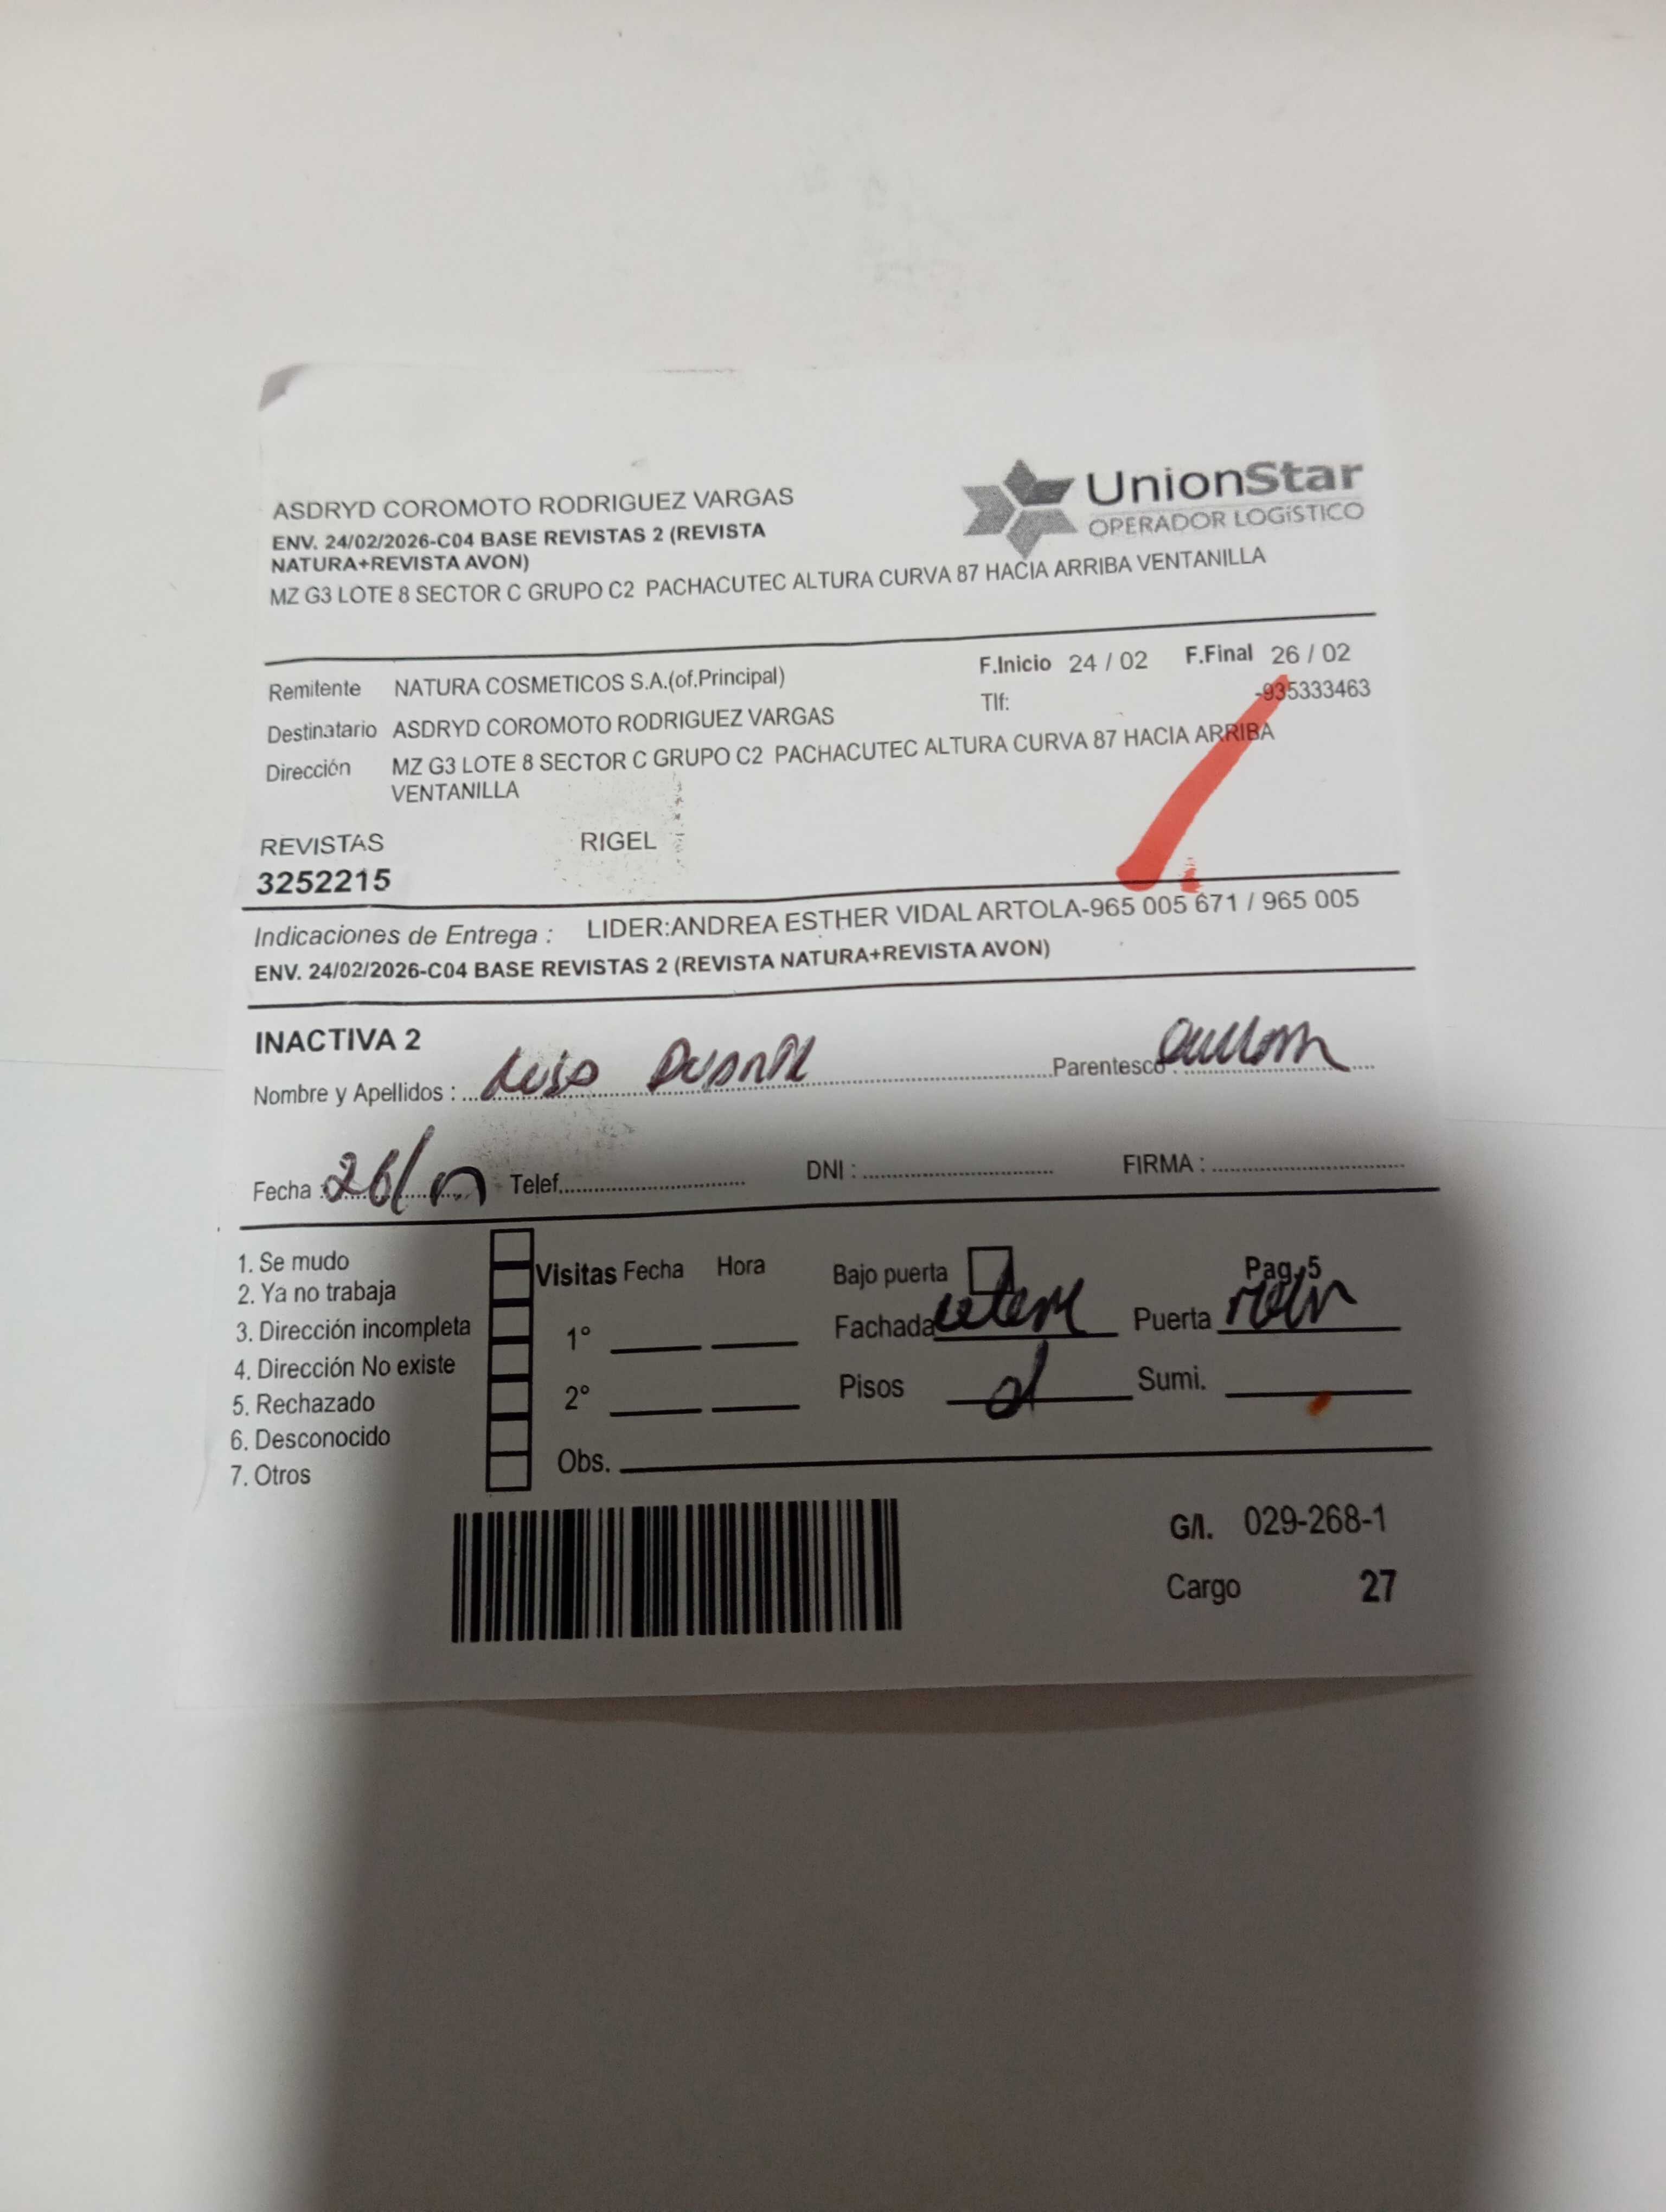 ASDRYD COROMOTO RODRIGUEZ VARGAS
UnionStar
OPERADOR LOGíSTICO
ENV. 24/02/2026-C04 BASE REVISTAS 2 (REVISTA
NATURA+REVISTA AVON)
MZ G3 LOTE 8 SECTOR C GRUPO C2 PACHACUTEC ALTURA CURVA 87 HACIA ARRIBA VENTANILLA
Remitente NATURA COSMETICOS S.A.(of.Principal) F.Inicio 24 / 02 F.Final 26 / 02
Tlf: -935333463
Destinatario ASDRYD COROMOTO RODRIGUEZ VARGAS
Dirección MZ G3 LOTE 8 SECTOR C GRUPO C2 PACHACUTEC ALTURA CURVA 87 HACIA ARRIBA
VENTANILLA
REVISTAS RIGEL
3252215
Indicaciones de Entrega : LIDER:ANDREA ESTHER VIDAL ARTOLA-965 005 671 / 965 005
ENV. 24/02/2026-C04 BASE REVISTAS 2 (REVISTA NATURA+REVISTA AVON)
INACTIVA 2
Nombre y Apellidos : Parentesco :
Fecha : 26/ Telef. DNI : FIRMA :
1. Se mudo
2. Ya no trabaja
3. Dirección incompleta
4. Dirección No existe
5. Rechazado
6. Desconocido
7. Otros
Visitas Fecha Hora
1°
2°
Obs.
Bajo puerta Pag. 5
Fachada Puerta
Pisos Sumi.
G/I. 029-268-1
Cargo 27